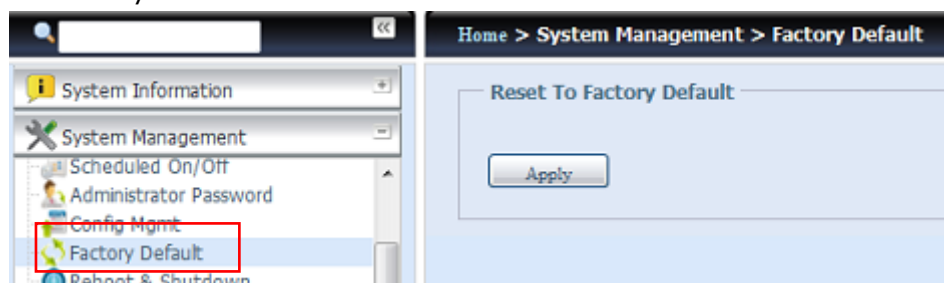 Home > System Management > Factory Default
System Information
System Management
Scheduled On/Off
Administrator Password
Config Mgmt
Factory Default
Reboot & Shutdown
Reset To Factory Default
Apply